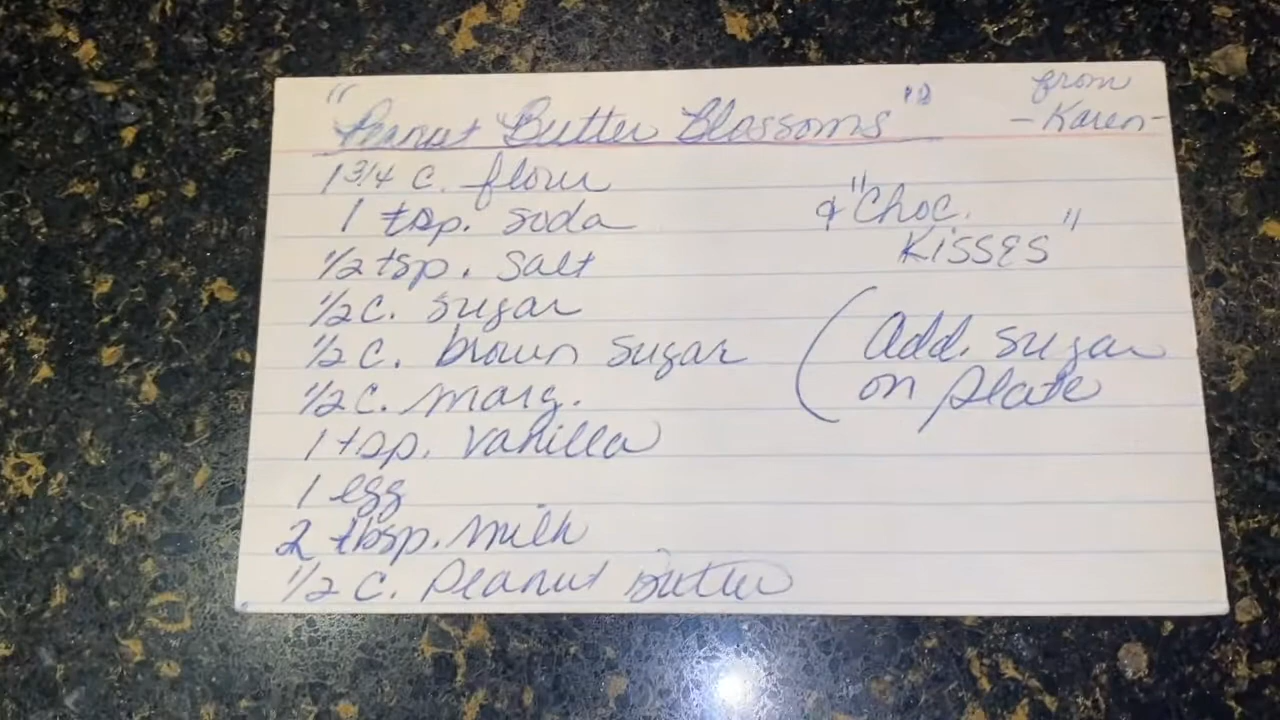 "Peanut Butter Blossoms"
from
-Karen-
1 3/4 c. flour
1 tsp. soda
1/2 tsp. salt
1/2 c. sugar
1/2 c. brown sugar
1/2 c. marg.
1 tsp. vanilla
1 egg
2 tbsp. milk
1/2 c. Peanut Butter
& "Choc.
Kisses"
(Add. sugar
on plate